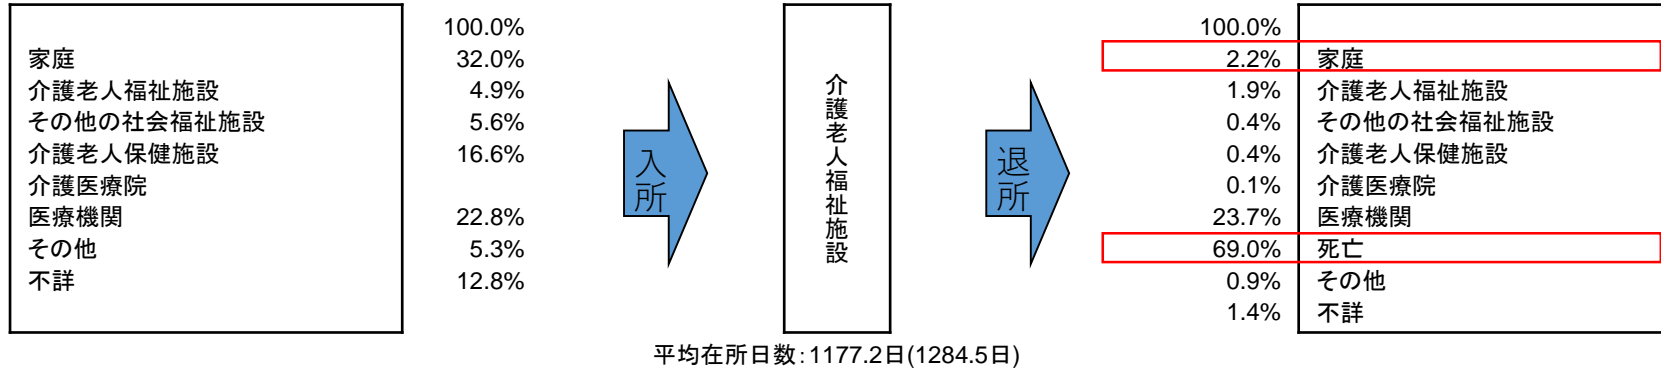 100.0%
家庭 32.0%
介護老人福祉施設 4.9%
その他の社会福祉施設 5.6%
介護老人保健施設 16.6%
介護医療院
医療機関 22.8%
その他 5.3%
不詳 12.8%
入所
介護老人福祉施設
退所
100.0%
2.2% 家庭
1.9% 介護老人福祉施設
0.4% その他の社会福祉施設
0.4% 介護老人保健施設
0.1% 介護医療院
23.7% 医療機関
69.0% 死亡
0.9% その他
1.4% 不詳
平均在所日数：1177.2日(1284.5日)